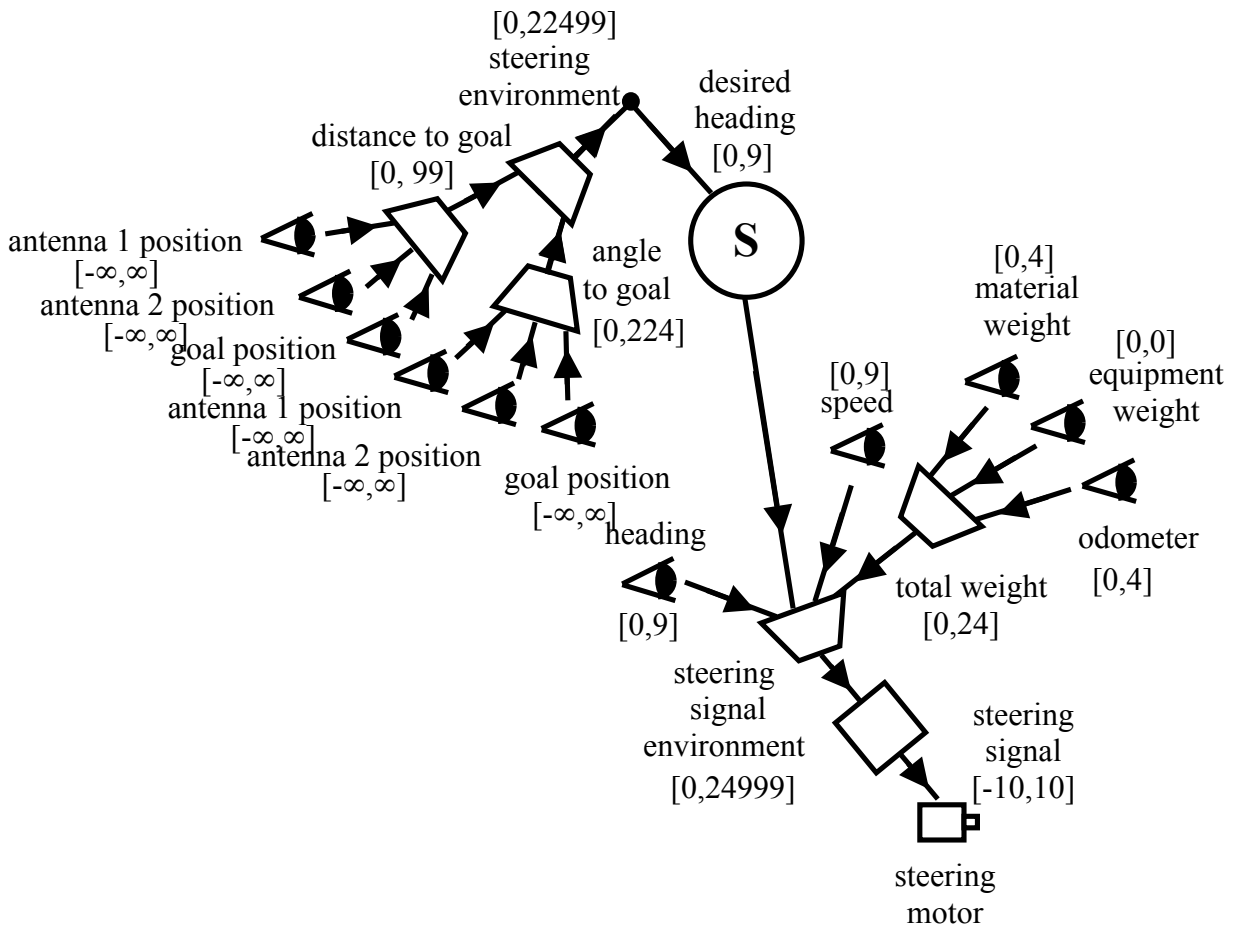 [0,22499]
steering
environment
desired
heading
[0,9]
distance to goal
[0, 99]
S
antenna 1 position
[-∞,∞]
antenna 2 position
[-∞,∞]
goal position
[-∞,∞]
antenna 1 position
[-∞,∞]
antenna 2 position
[-∞,∞]
goal position
[-∞,∞]
angle
to goal
[0,224]
[0,4]
material
weight
[0,0]
equipment
weight
[0,9]
speed
odometer
[0,4]
heading
[0,9]
total weight
[0,24]
steering
signal
environment
[0,24999]
steering
signal
[-10,10]
steering
motor